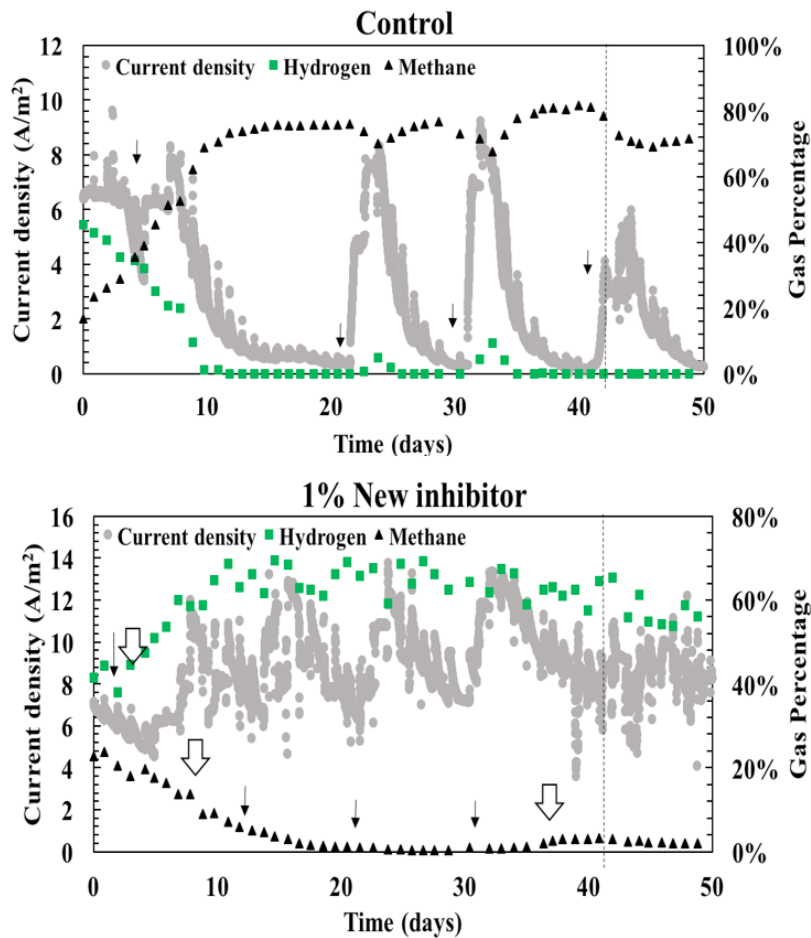 Control
Current density Hydrogen Methane
Current density (A/m²)
12
10
8
6
4
2
0
100%
80%
60%
40%
20%
0%
Gas Percentage
0 10 20 30 40 50
Time (days)
1% New inhibitor
Current density Hydrogen Methane
Current density (A/m²)
16
14
12
10
8
6
4
2
0
80%
60%
40%
20%
0%
Gas Percentage
0 10 20 30 40 50
Time (days)